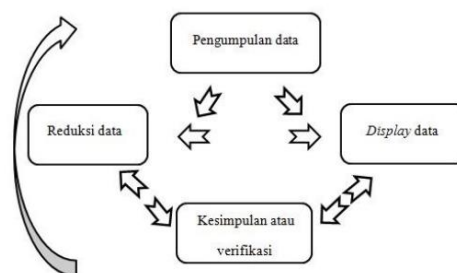 Pengumpulan data
Reduksi data
Display data
Kesimpulan atau
verifikasi